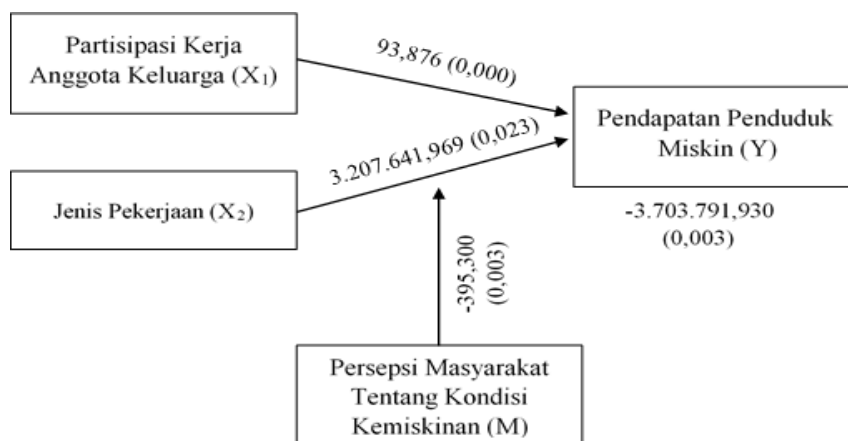 Partisipasi Kerja
Anggota Keluarga (X₁)
93,876 (0,000)
Pendapatan Penduduk
Miskin (Y)
3.207.641,969 (0,023)
Jenis Pekerjaan (X₂)
-3.703.791,930
(0,003)
-395,300
(0,003)
Persepsi Masyarakat
Tentang Kondisi
Kemiskinan (M)